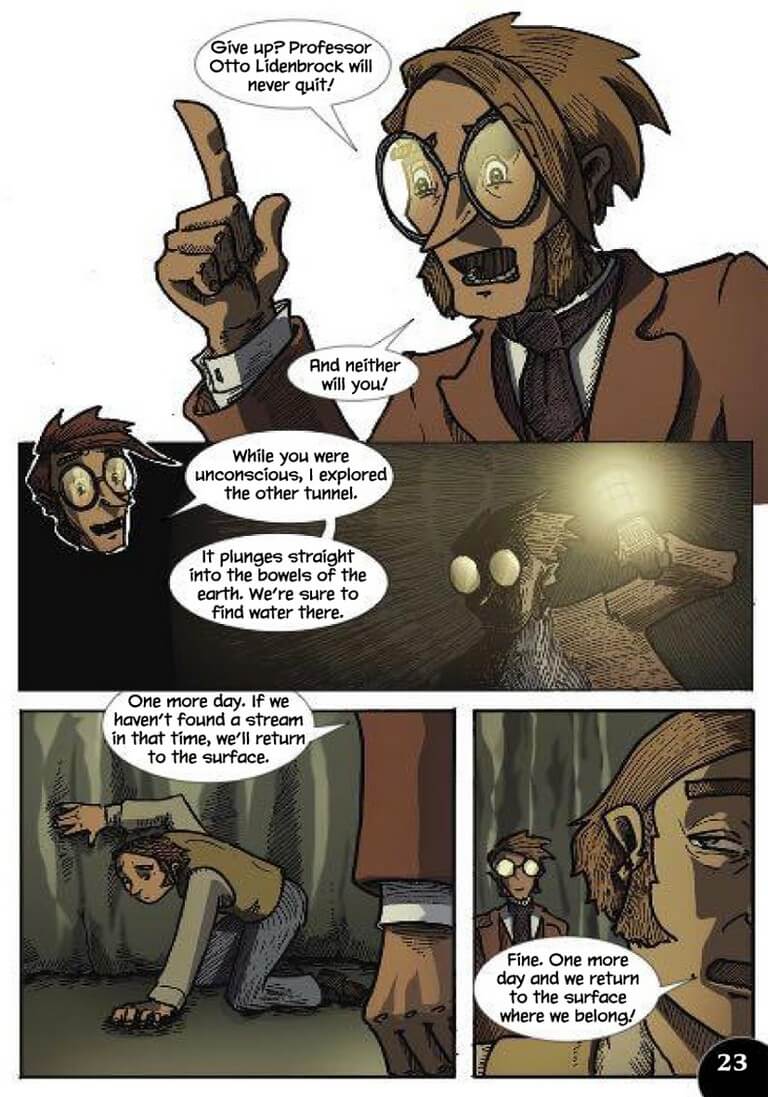 Give up? Professor
Otto Lidenbrock will
never quit!
And neither
will you!
While you were
unconscious, I explored
the other tunnel.
It plunges straight
into the bowels of the
earth. We're sure to
find water there.
One more day. If we
haven't found a stream
in that time, we'll return
to the surface.
Fine. One more
day and we return
to the surface
where we belong!
23